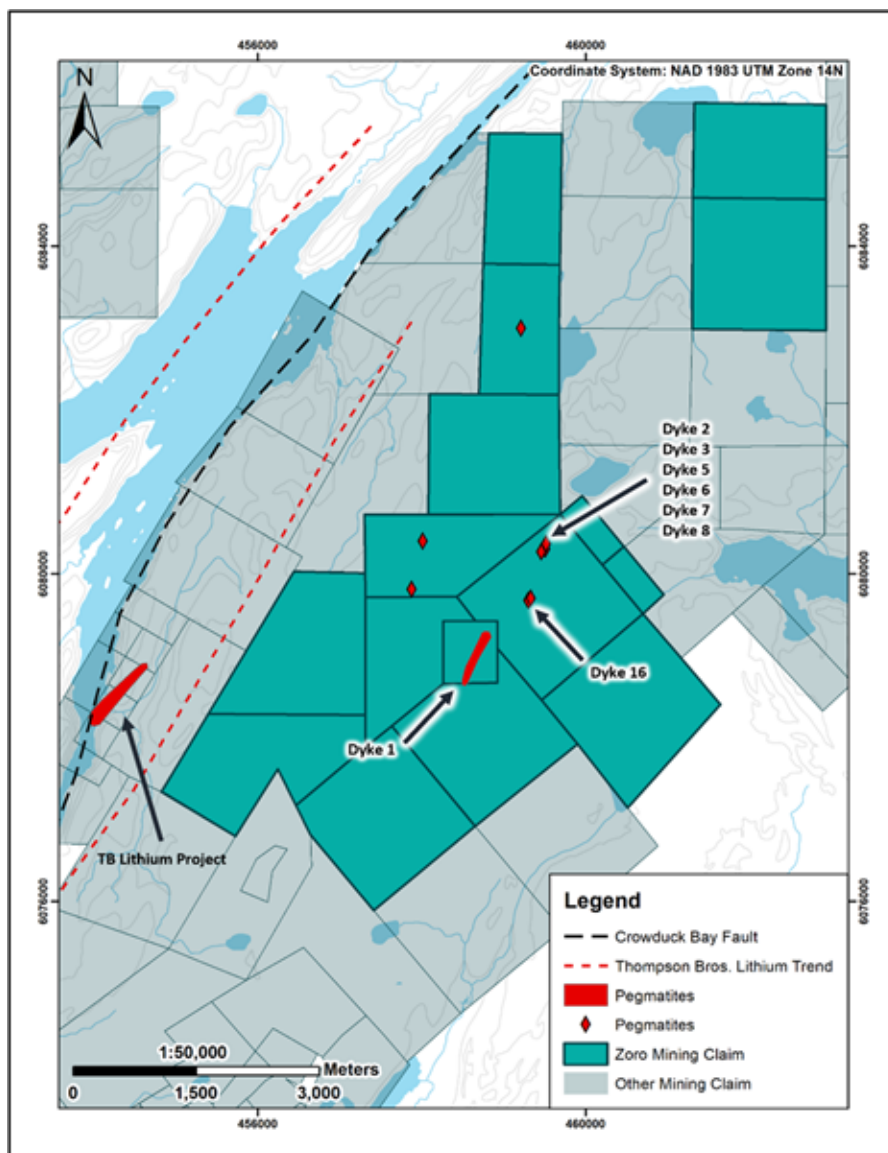 456000
460000
Coordinate System: NAD 1983 UTM Zone 14N
N
6084000
6084000
Dyke 2
Dyke 3
Dyke 5
Dyke 6
Dyke 7
Dyke 8
6080000
6080000
Dyke 16
Dyke 1
TB Lithium Project
6076000
6076000
Legend
Crowduck Bay Fault
Thompson Bros. Lithium Trend
Pegmatites
Pegmatites
Zoro Mining Claim
Other Mining Claim
1:50,000
Meters
0
1,500
3,000
456000
460000